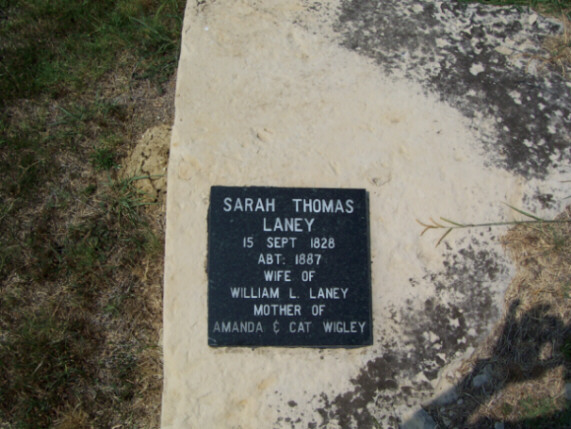 SARAH THOMAS
LANEY
15 SEPT 1828
ABT: 1887
WIFE OF
WILLIAM L. LANEY
MOTHER OF
AMANDA & CAT WIGLEY